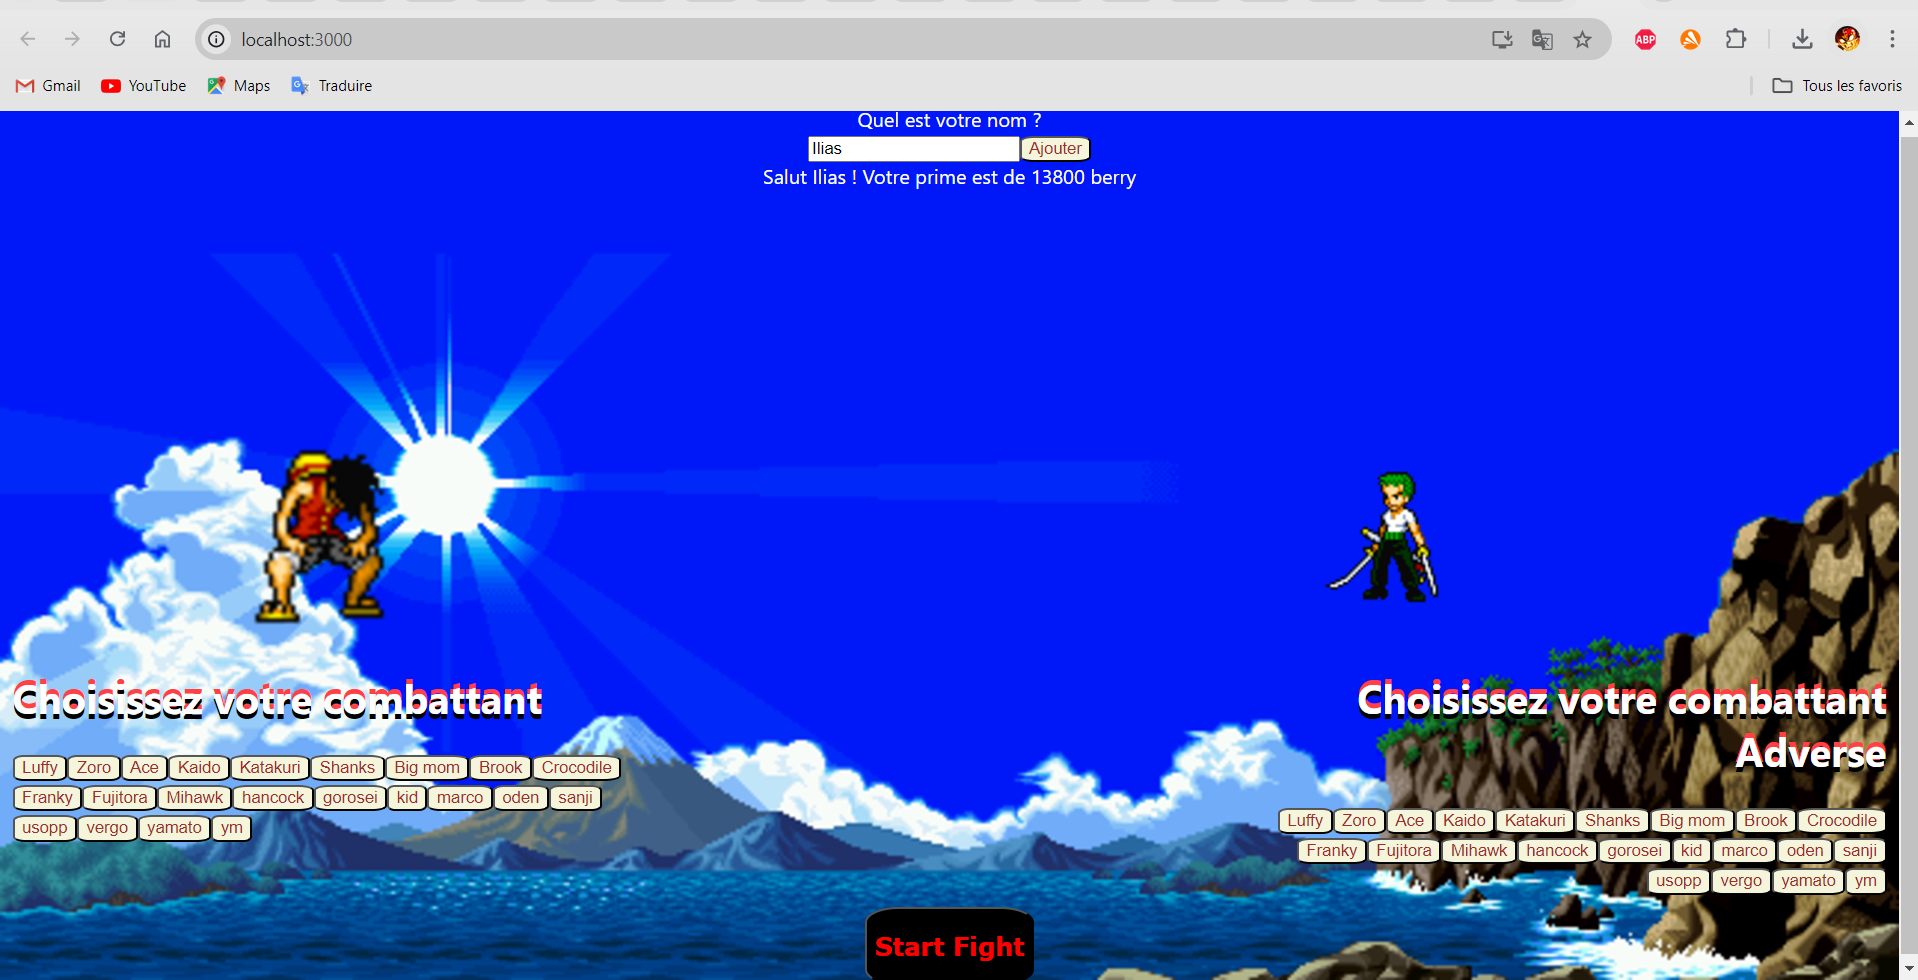 localhost:3000
ABP
Gmail YouTube Maps Traduire Tous les favoris
Quel est votre nom ?
Ilias Ajouter
Salut Ilias ! Votre prime est de 13800 berry
Choisissez votre combattant
Luffy Zoro Ace Kaido Katakuri Shanks Big mom Brook Crocodile
Franky Fujitora Mihawk hancock gorosei kid marco oden sanji
usopp vergo yamato ym
Choisissez votre combattant
Adverse
Luffy Zoro Ace Kaido Katakuri Shanks Big mom Brook Crocodile
Franky Fujitora Mihawk hancock gorosei kid marco oden sanji
usopp vergo yamato ym
Start Fight